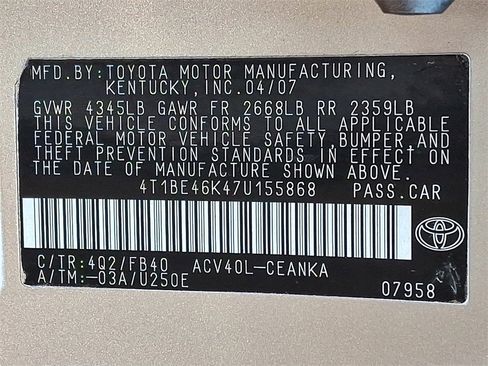 MFD.BY:TOYOTA MOTOR MANUFACTURING,
KENTUCKY,INC.04/07
GVWR 4345LB GAWR FR 2668LB RR 2359LB
THIS VEHICLE CONFORMS TO ALL APPLICABLE
FEDERAL MOTOR VEHICLE SAFETY,BUMPER,AND
THEFT PREVENTION STANDARDS IN EFFECT ON
THE DATE OF MANUFACTURE SHOWN ABOVE.
4T1BE46K47U155868 PASS.CAR
C/TR:4Q2/FB40 ACV40L-CEANKA
A/TM:-03A/U250E 07958